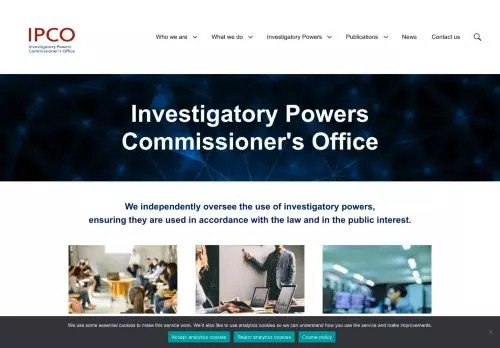 IPCO
Investigatory Powers
Commissioner's Office
Who we are
What we do
Investigatory Powers
Publications
News
Contact us
Investigatory Powers
Commissioner's Office
We independently oversee the use of investigatory powers,
ensuring they are used in accordance with the law and in the public interest.
We use some essential cookies to make this service work. We'd also like to use analytics cookies so we can understand how you use the service and make improvements.
Accept analytics cookies
Reject analytics cookies
Cookie policy